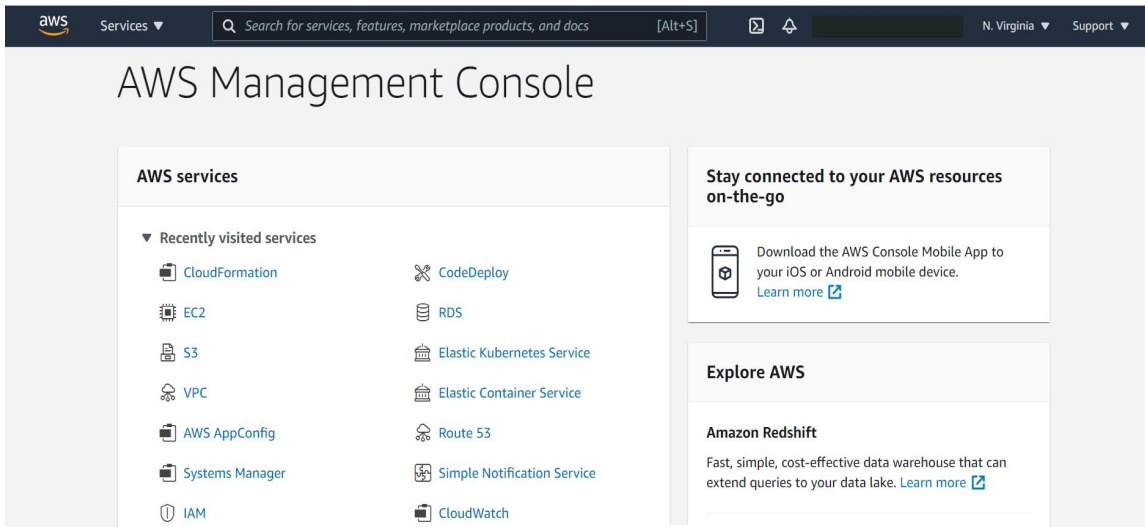 aws Services ▼ Search for services, features, marketplace products, and docs [Alt+S] N. Virginia ▼ Support ▼
AWS Management Console
AWS services
▼ Recently visited services
CloudFormation
EC2
S3
VPC
AWS AppConfig
Systems Manager
IAM
CodeDeploy
RDS
Elastic Kubernetes Service
Elastic Container Service
Route 53
Simple Notification Service
CloudWatch
Stay connected to your AWS resources
on-the-go
Download the AWS Console Mobile App to
your iOS or Android mobile device.
Learn more
Explore AWS
Amazon Redshift
Fast, simple, cost-effective data warehouse that can
extend queries to your data lake. Learn more